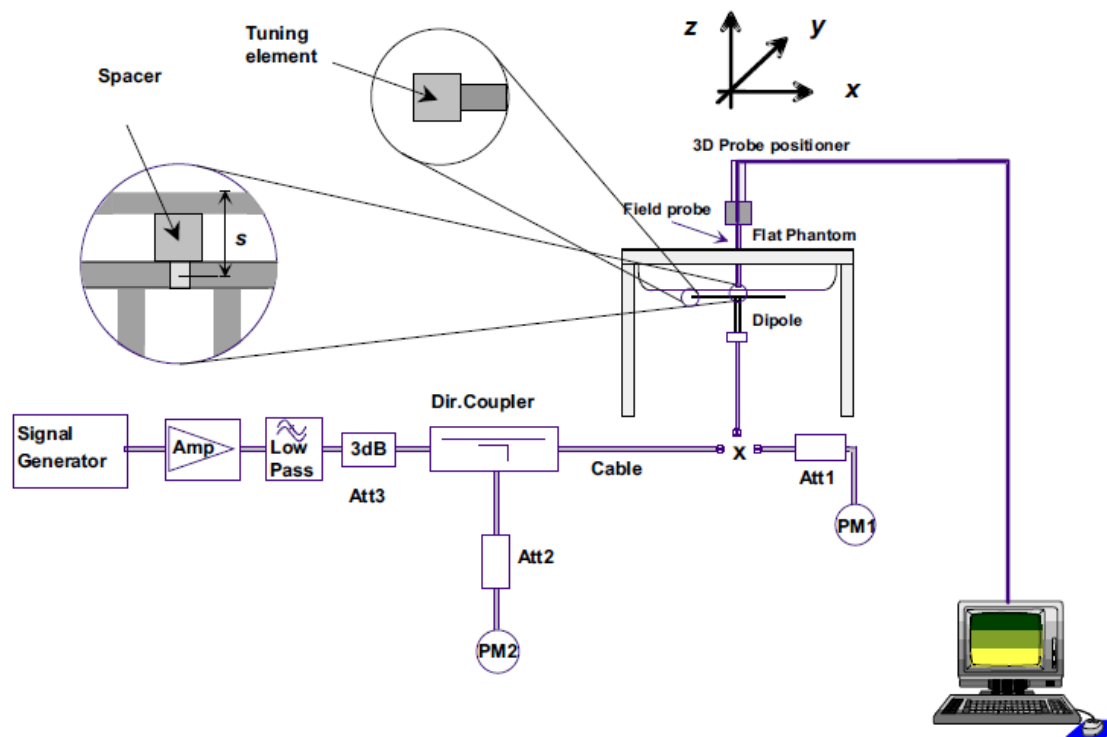 Tuning
element
Spacer
s
z
y
x
3D Probe positioner
Field probe
Flat Phantom
Dipole
Dir.Coupler
Signal
Generator
Amp
Low
Pass
3dB
Att3
Cable
x
Att1
PM1
Att2
PM2